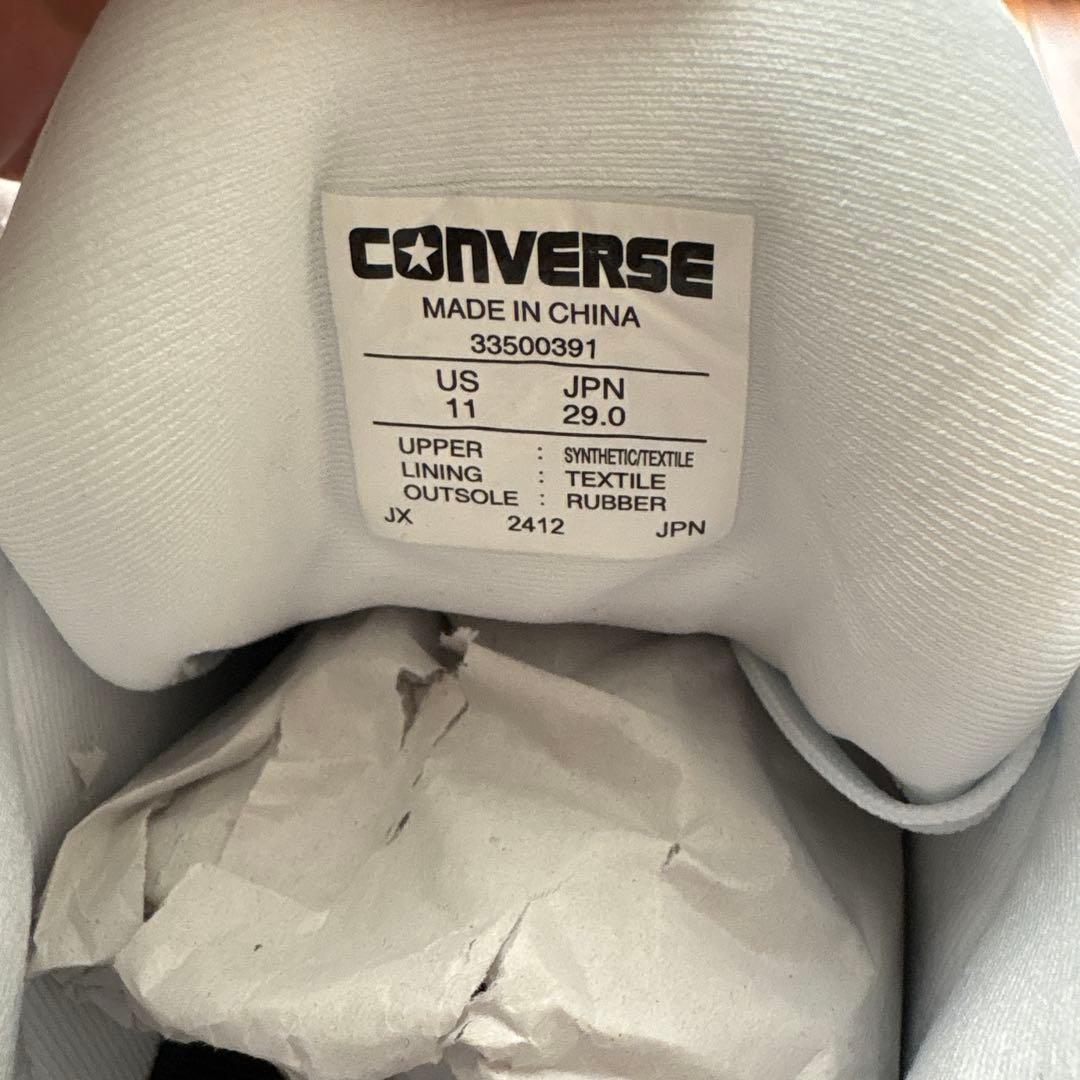 CONVERSE
MADE IN CHINA
33500391
US JPN
11 29.0
UPPER : SYNTHETIC/TEXTILE
LINING : TEXTILE
OUTSOLE : RUBBER
JX 2412 JPN